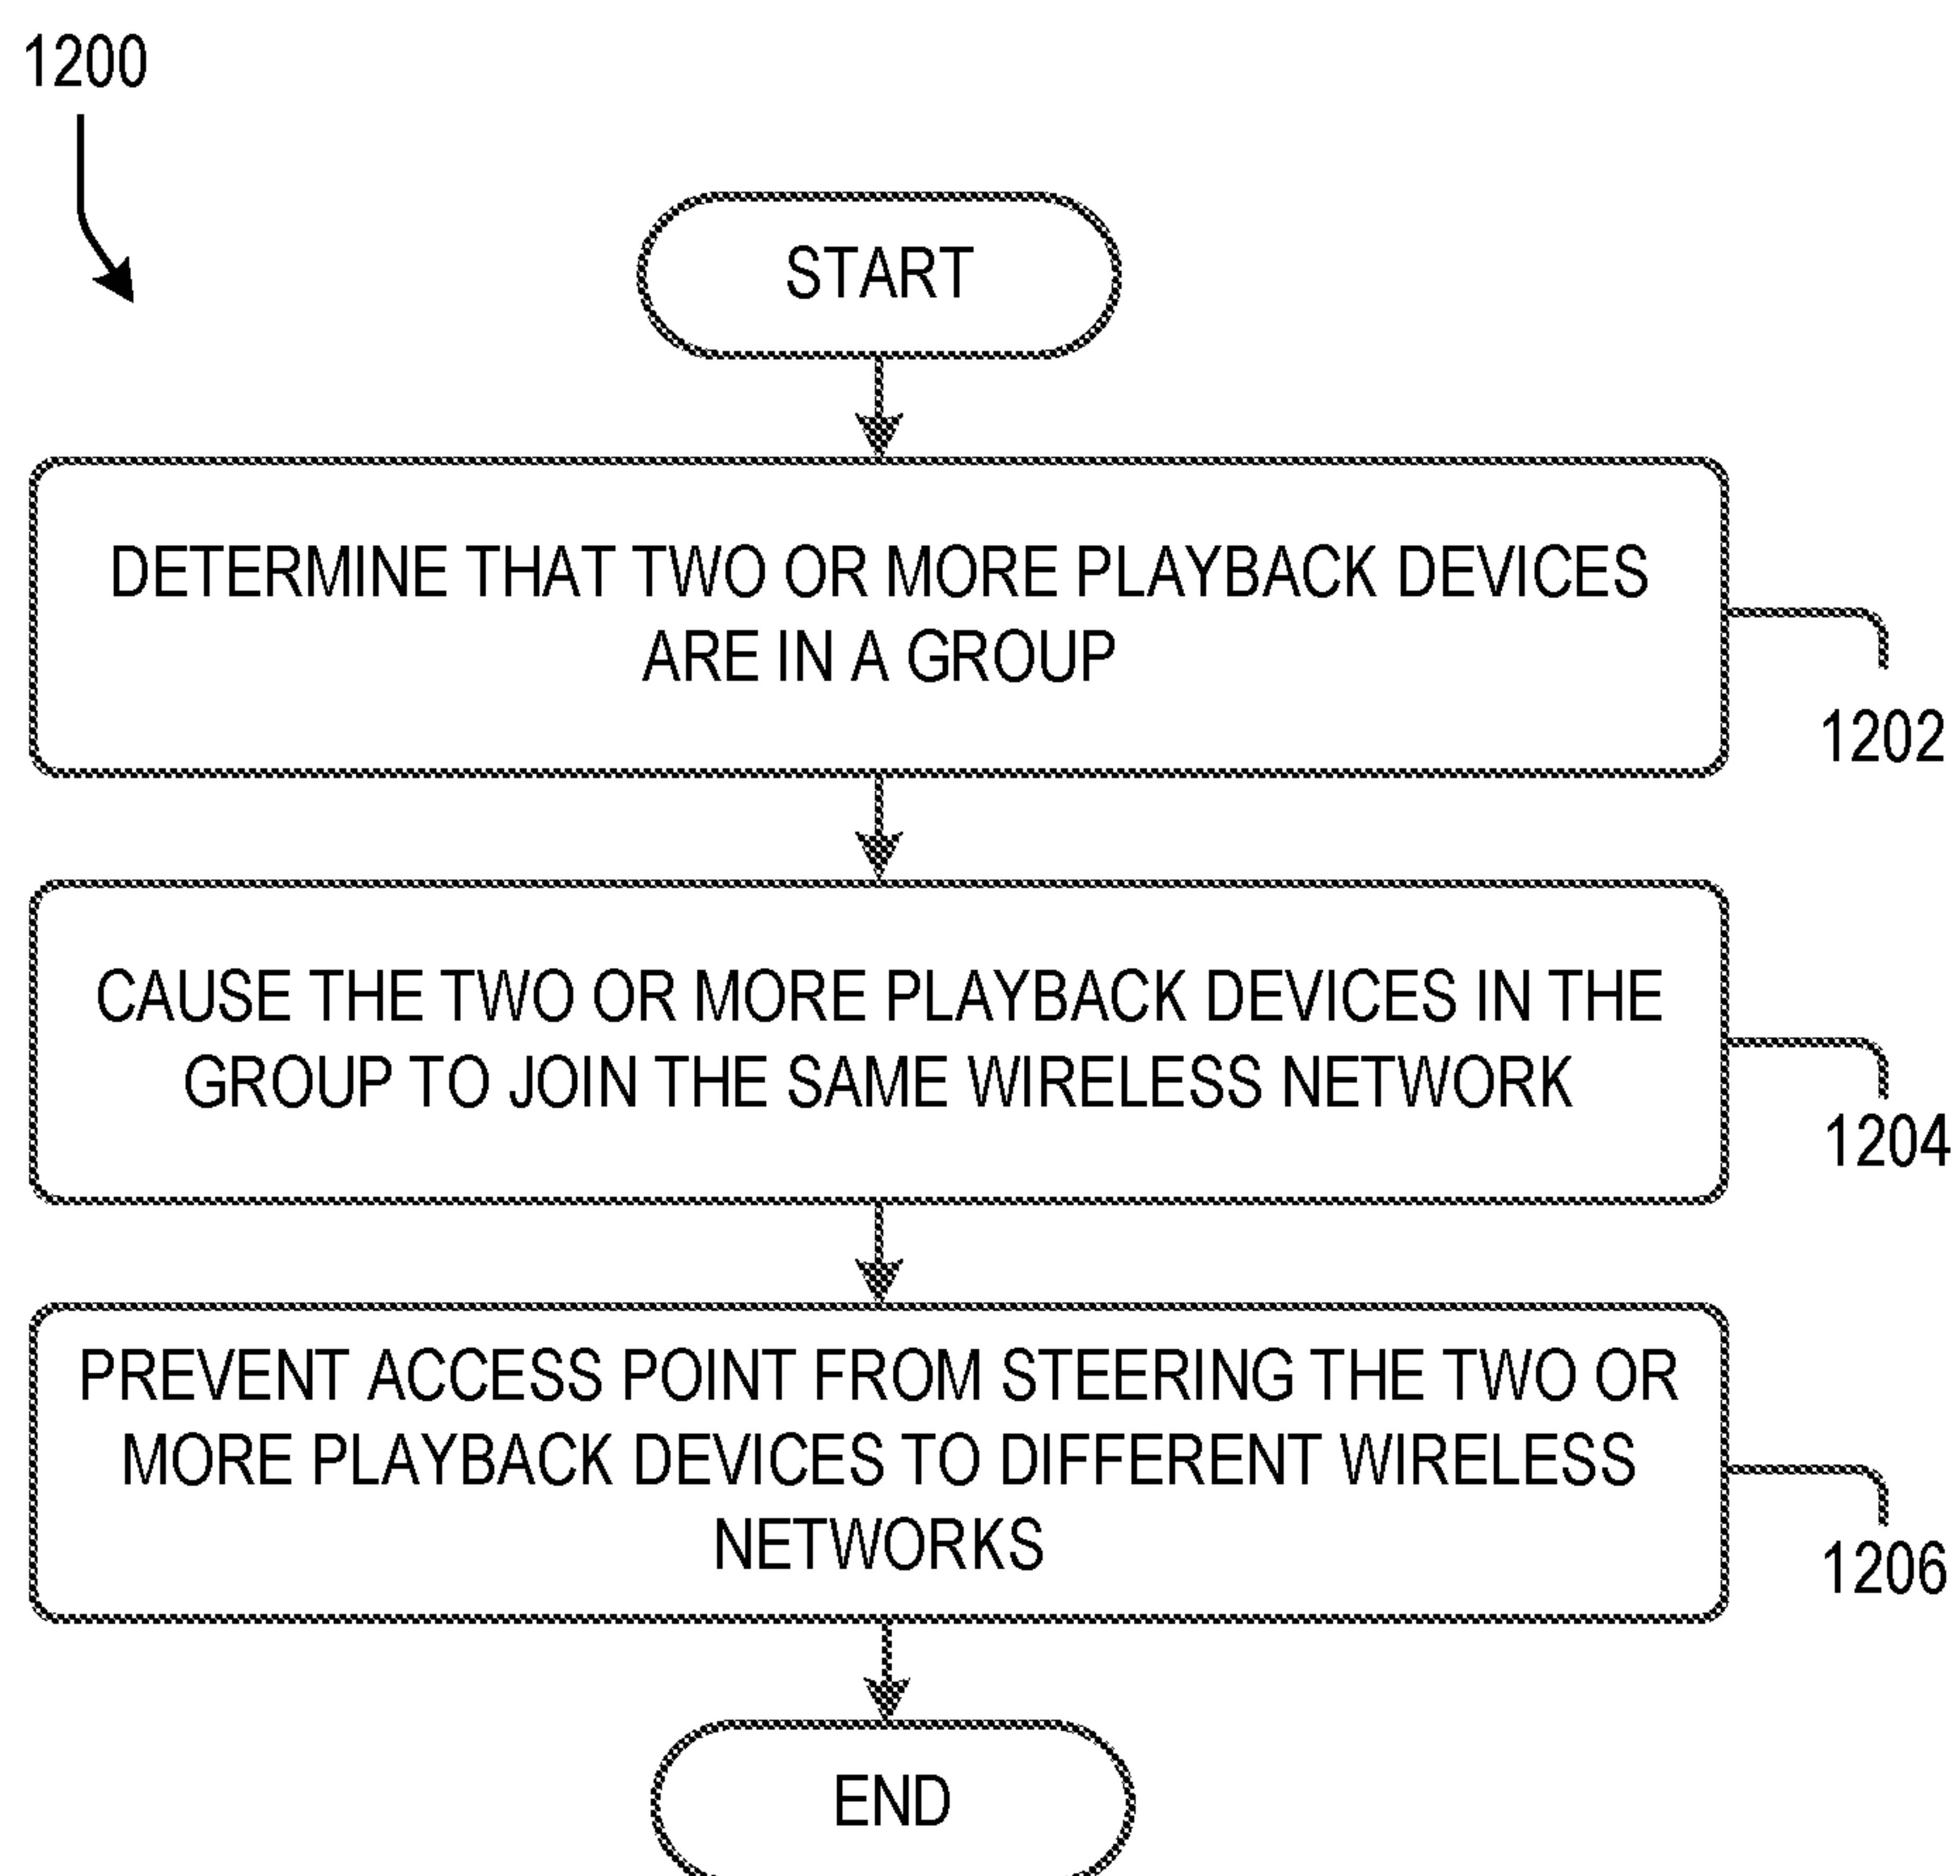 1200
START
DETERMINE THAT TWO OR MORE PLAYBACK DEVICES
ARE IN A GROUP
1202
CAUSE THE TWO OR MORE PLAYBACK DEVICES IN THE
GROUP TO JOIN THE SAME WIRELESS NETWORK
1204
PREVENT ACCESS POINT FROM STEERING THE TWO OR
MORE PLAYBACK DEVICES TO DIFFERENT WIRELESS
NETWORKS
1206
END